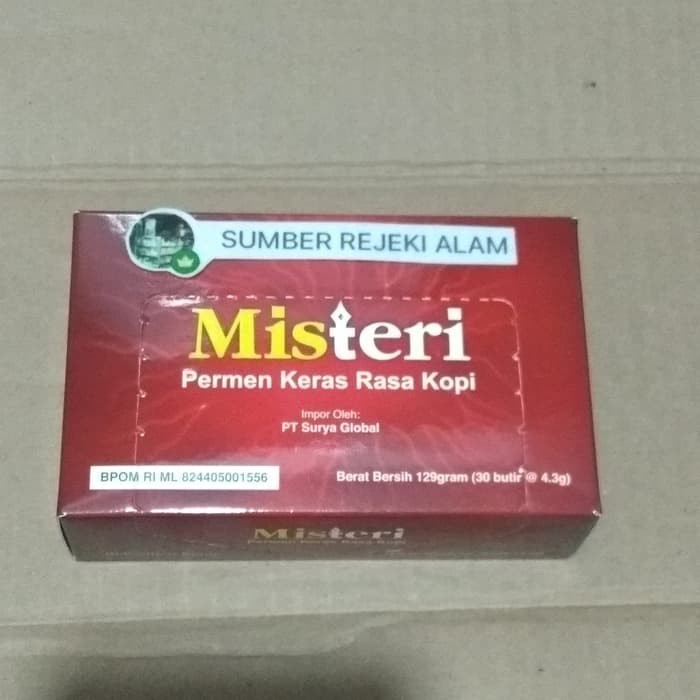 SUMBER REJEKI ALAM
Misteri
Permen Keras Rasa Kopi
Impor Oleh:
PT Surya Global
BPOM RI ML 824405001556
Berat Bersih 129gram (30 butir @ 4.3g)
Misteri
Permen Keras Rasa Kopi